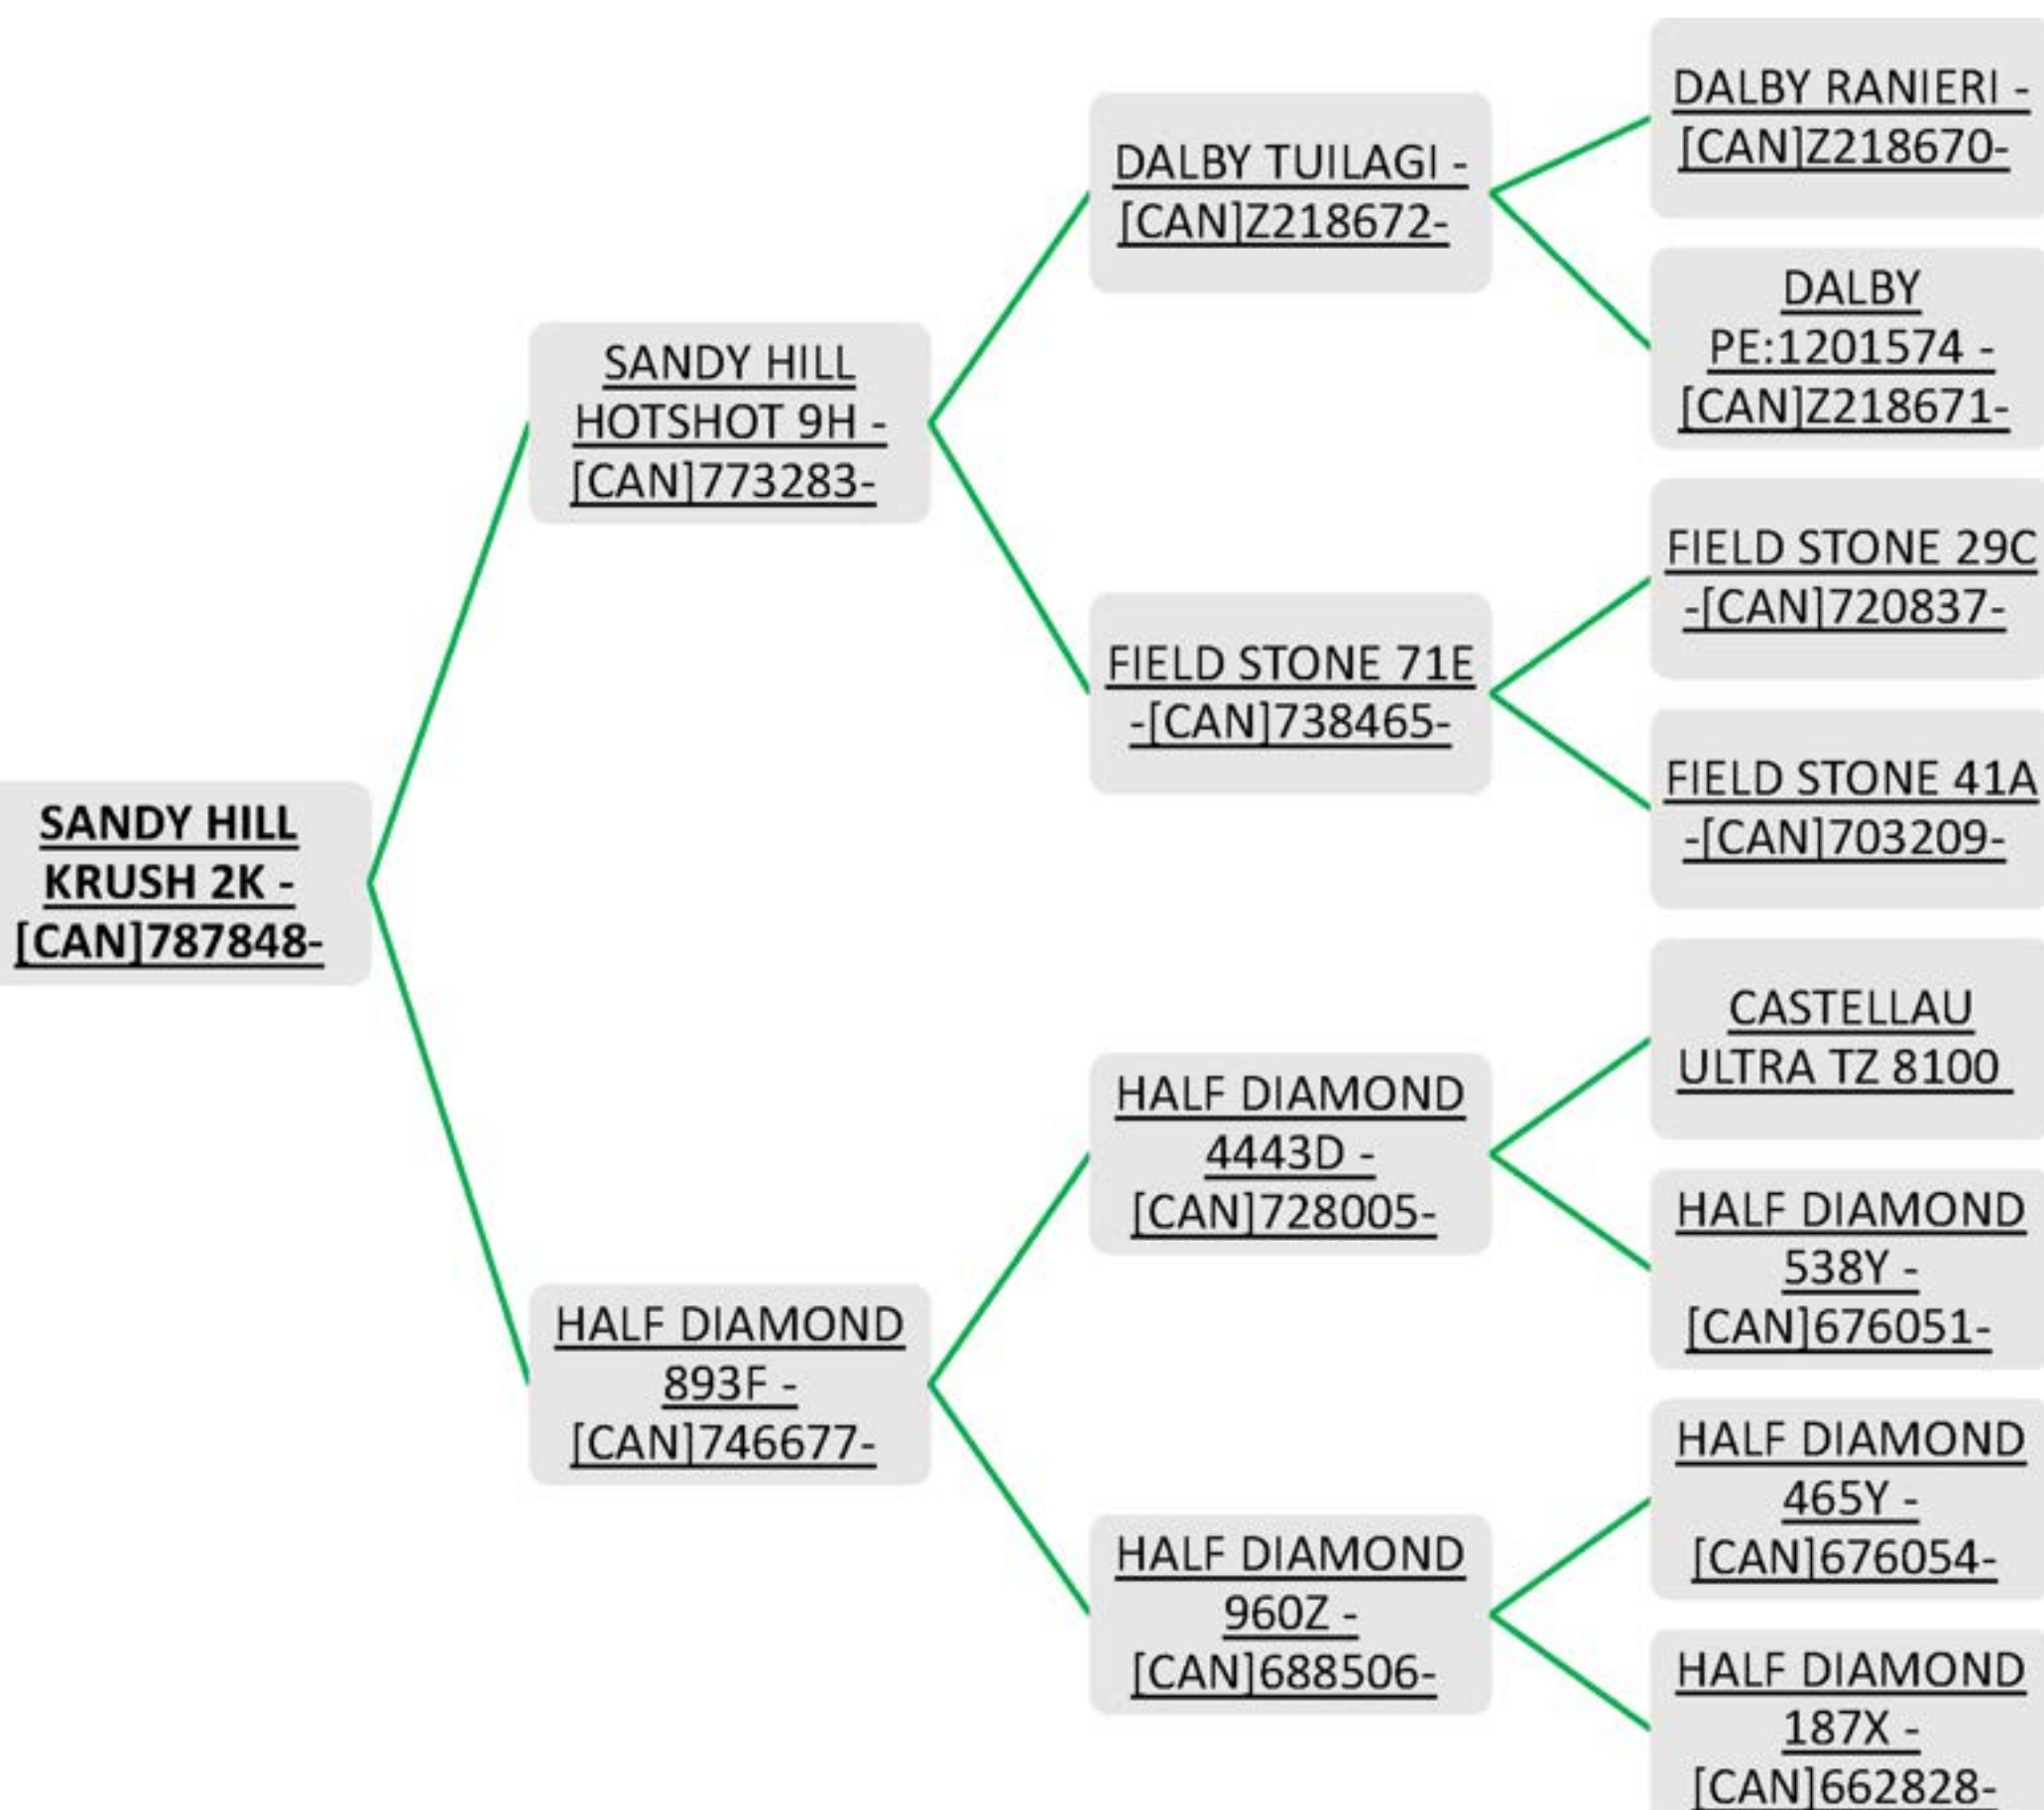 SANDY HILL
KRUSH 2K -
[CAN]787848-
SANDY HILL
HOTSHOT 9H -
[CAN]773283-
HALF DIAMOND
893F -
[CAN]746677-
DALBY TUILAGI -
[CAN]Z218672-
FIELD STONE 71E
-[CAN]738465-
HALF DIAMOND
4443D -
[CAN]728005-
HALF DIAMOND
960Z -
[CAN]688506-
DALBY RANIERI -
[CAN]Z218670-
DALBY
PE:1201574 -
[CAN]Z218671-
FIELD STONE 29C
-[CAN]720837-
FIELD STONE 41A
-[CAN]703209-
CASTELLAU
ULTRA TZ 8100
HALF DIAMOND
538Y -
[CAN]676051-
HALF DIAMOND
465Y -
[CAN]676054-
HALF DIAMOND
187X -
[CAN]662828-